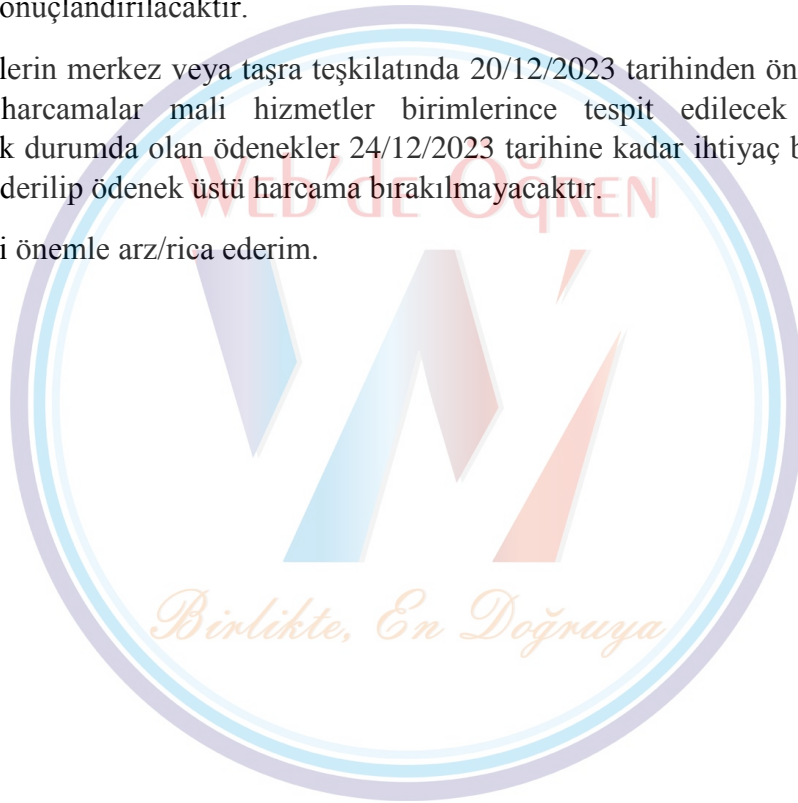 onuçlandırılacaktır.
lerin merkez veya taşra teşkilatında 20/12/2023 tarihinden ön
harcamalar mali hizmetler birimlerince tespit edilecek
k durumda olan ödenekler 24/12/2023 tarihine kadar ihtiyaç b
derilip ödenek üstü harcama bırakılmayacaktır.
Web'de Öğren
i önemle arz/rica ederim.
Birlikte, En Doğruya